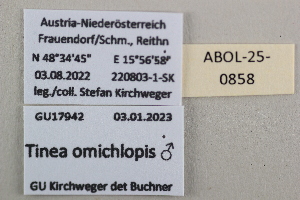 Austria-Niederösterreich
Frauendorf/Schm., Reithn
N 48°34'45" E 15°56'58"
03.08.2022 220803-1-SK
leg./coll. Stefan Kirchweger
ABOL-25-
0858
GU17942 03.01.2023
Tinea omichlopis ♂
GU Kirchweger det Buchner